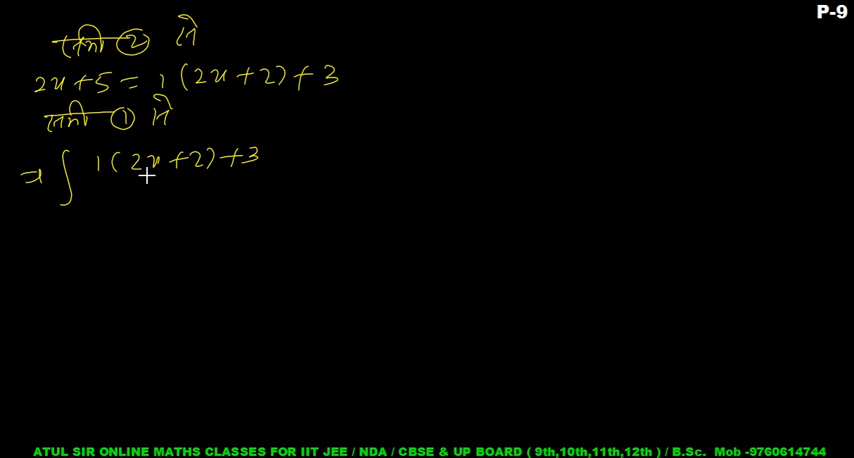 P-9
समी ② से
2x + 5 = 1 (2x + 2) + 3
समी ① से
⇒ ∫ 1 (2x + 2) + 3
ATUL SIR ONLINE MATHS CLASSES FOR IIT JEE / NDA / CBSE & UP BOARD ( 9th,10th,11th,12th ) / B.Sc. Mob -9760614744